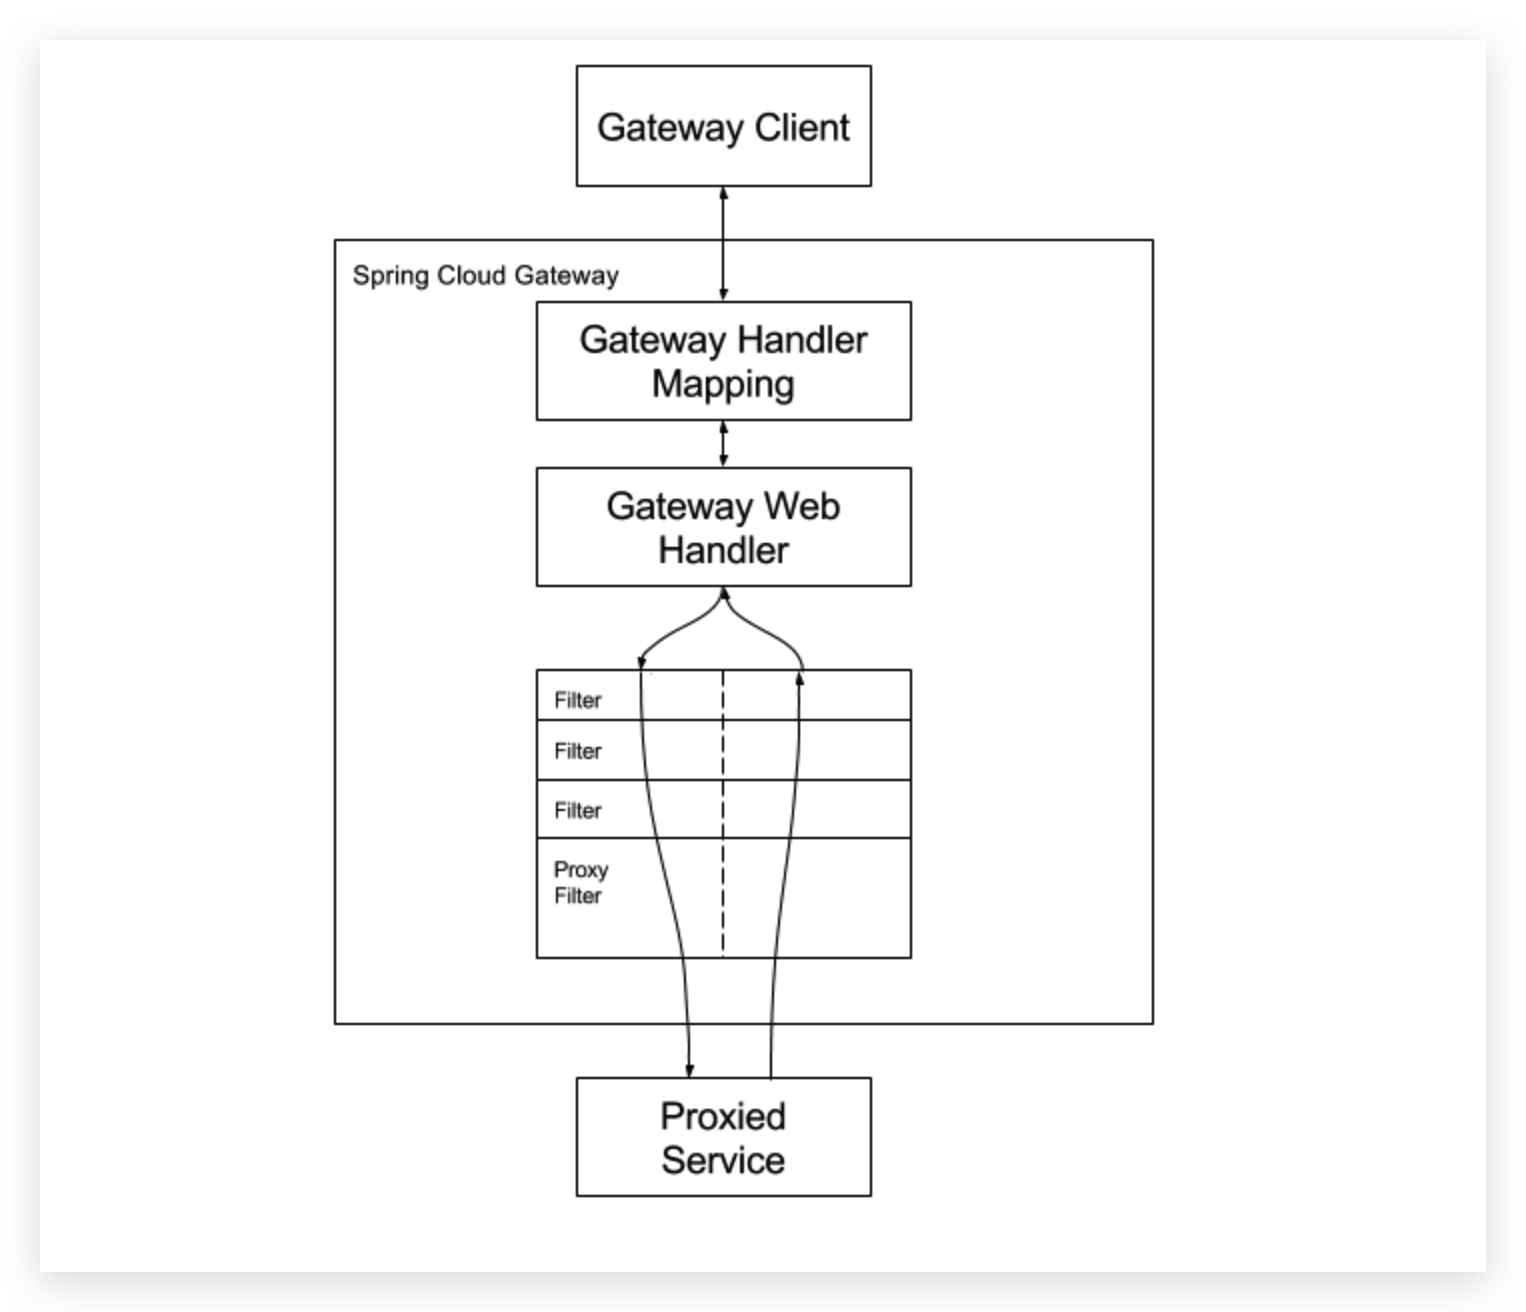 Gateway Client
Spring Cloud Gateway
Gateway Handler
Mapping
Gateway Web
Handler
Filter
Filter
Filter
Proxy
Filter
Proxied
Service